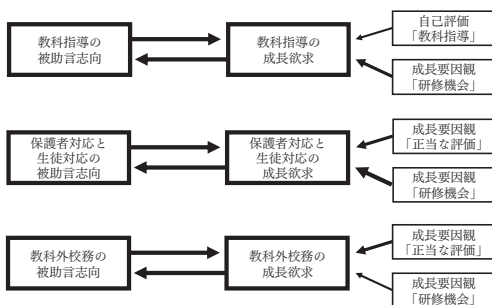 教科指導の
被助言志向
教科指導の
成長欲求
自己評価
「教科指導」
成長要因観
「研修機会」
保護者対応と
生徒対応の
被助言志向
保護者対応と
生徒対応の
成長欲求
成長要因観
「正当な評価」
成長要因観
「研修機会」
教科外校務の
被助言志向
教科外校務の
成長欲求
成長要因観
「正当な評価」
成長要因観
「研修機会」